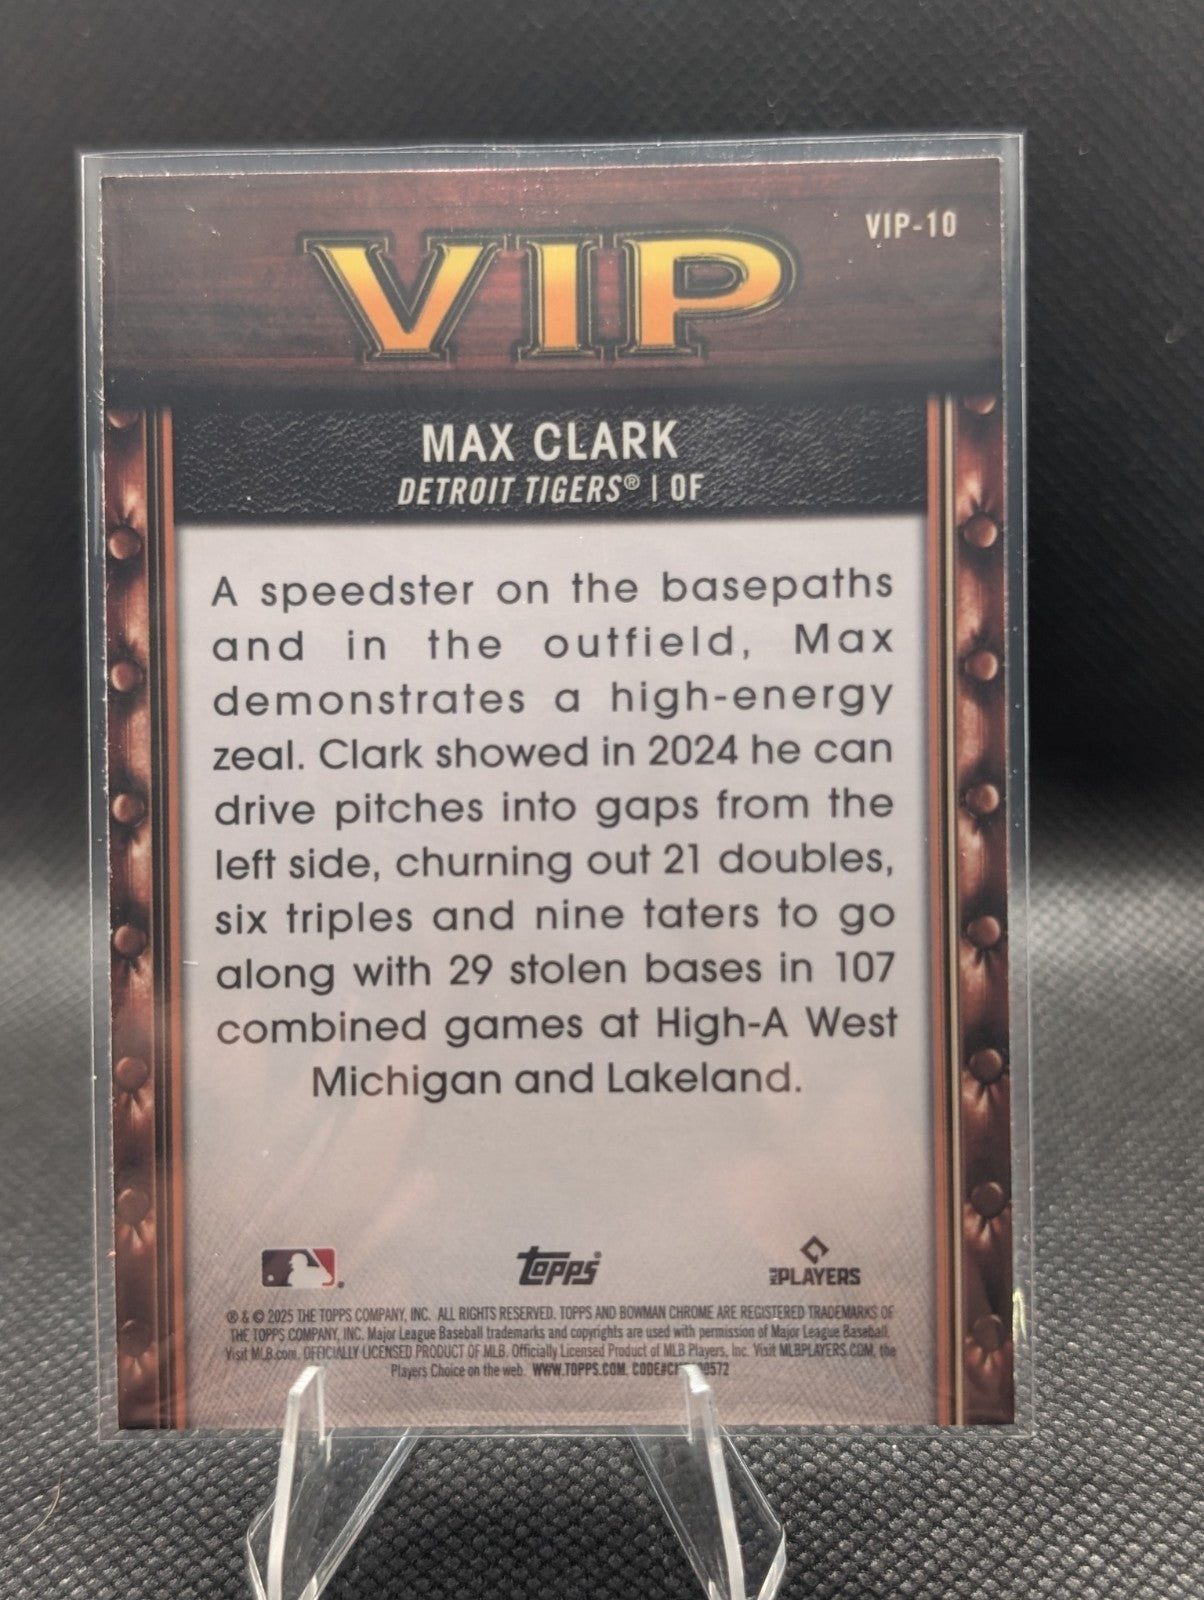 VIP-10
VIP
MAX CLARK
DETROIT TIGERS® | OF
A speedster on the basepaths
and in the outfield, Max
demonstrates a high-energy
zeal. Clark showed in 2024 he can
drive pitches into gaps from the
left side, churning out 21 doubles,
six triples and nine taters to go
along with 29 stolen bases in 107
combined games at High-A West
Michigan and Lakeland.
topps®
MLB PLAYERS
® & © 2025 THE TOPPS COMPANY, INC. ALL RIGHTS RESERVED. TOPPS AND BOWMAN CHROME ARE REGISTERED TRADEMARKS OF
THE TOPPS COMPANY, INC. Major League Baseball trademarks and copyrights are used with permission of Major League Baseball.
Visit MLB.com. OFFICIALLY LICENSED PRODUCT OF MLB. Officially Licensed Product of MLB Players, Inc. Visit MLBPLAYERS.COM, the
Players Choice on the web. WWW.TOPPS.COM.